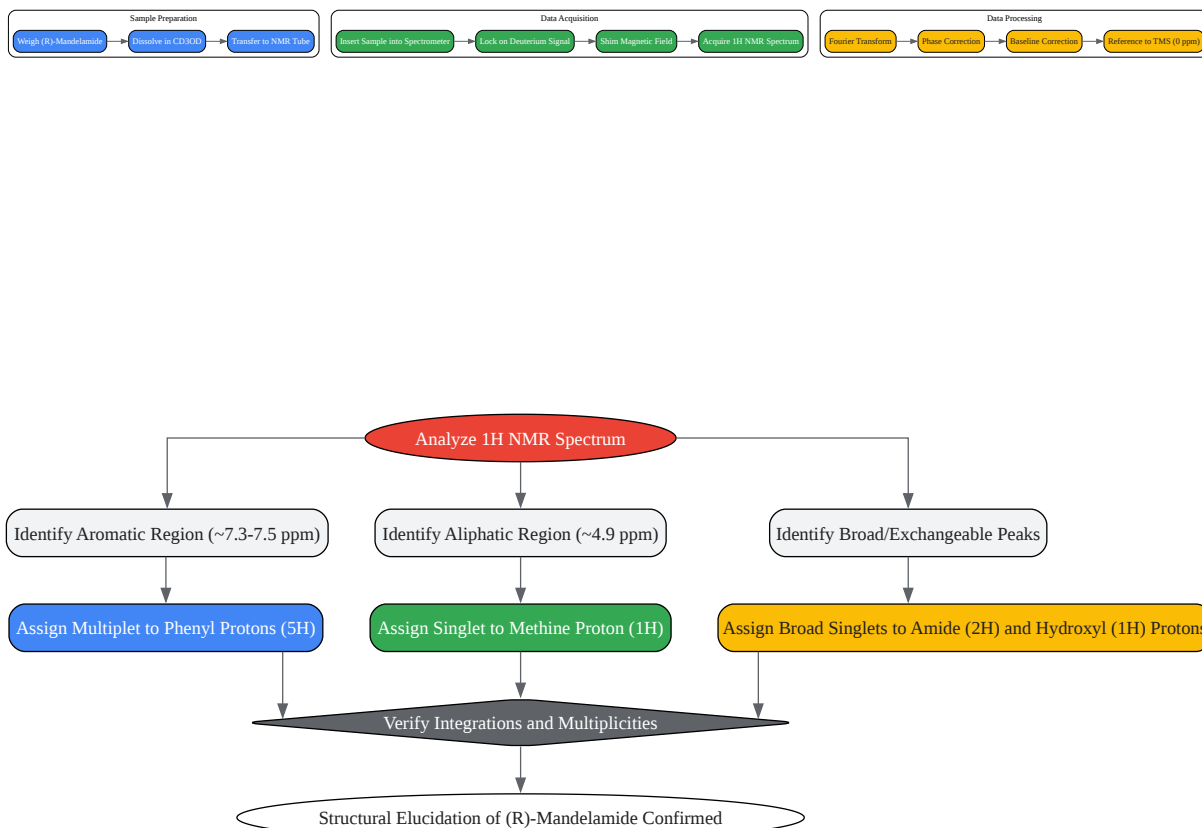 Sample Preparation
Weigh (R)-Mandelamide
Dissolve in CD3OD
Transfer to NMR Tube
Data Acquisition
Insert Sample into Spectrometer
Lock on Deuterium Signal
Shim Magnetic Field
Acquire 1H NMR Spectrum
Data Processing
Fourier Transform
Phase Correction
Baseline Correction
Reference to TMS (0 ppm)
Analyze 1H NMR Spectrum
Identify Aromatic Region (~7.3-7.5 ppm)
Identify Aliphatic Region (~4.9 ppm)
Identify Broad/Exchangeable Peaks
Assign Multiplet to Phenyl Protons (5H)
Assign Singlet to Methine Proton (1H)
Assign Broad Singlets to Amide (2H) and Hydroxyl (1H) Protons
Verify Integrations and Multiplicities
Structural Elucidation of (R)-Mandelamide Confirmed